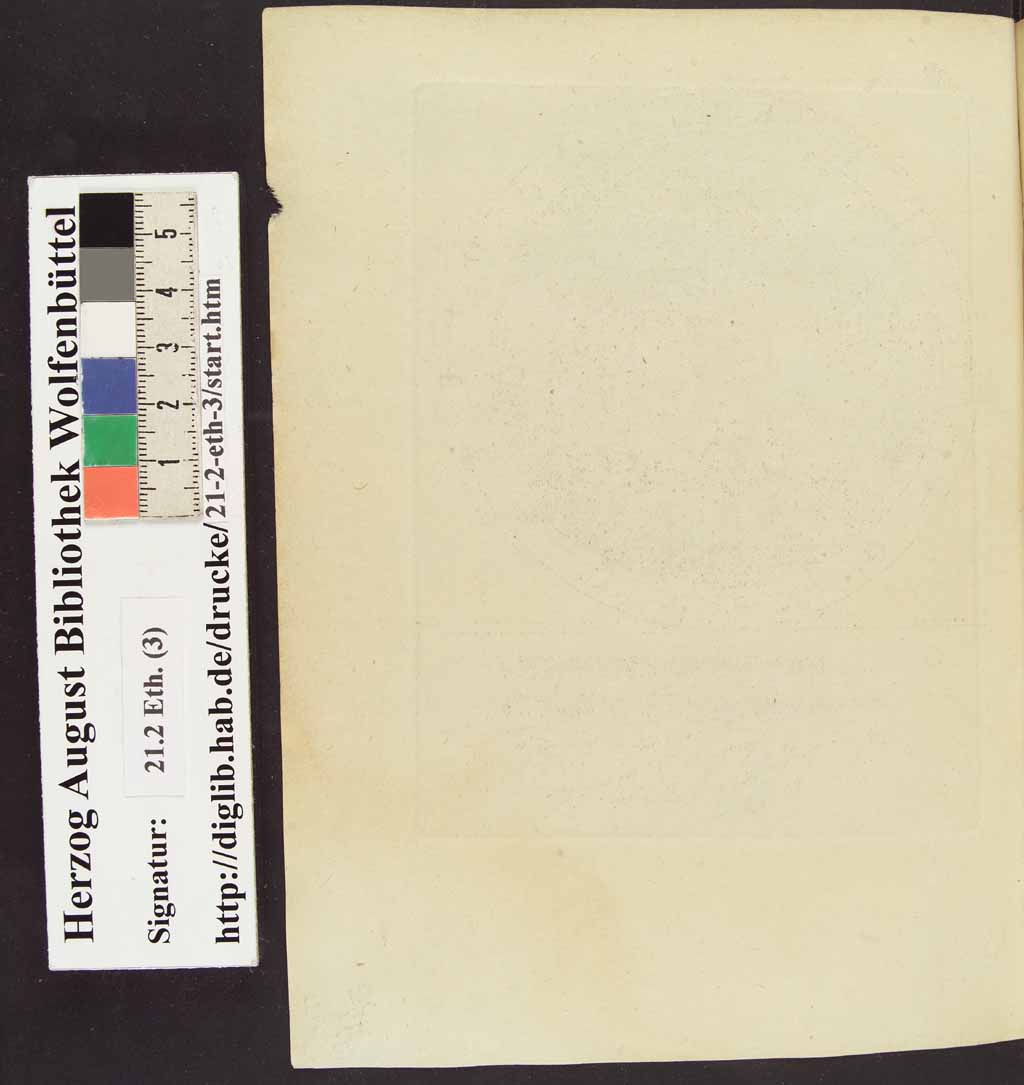 Herzog August Bibliothek Wolfenbüttel
Signatur: 21.2 Eth. (3)
http://diglib.hab.de/drucke/21-2-eth-3/start.htm
1 2 3 4 5